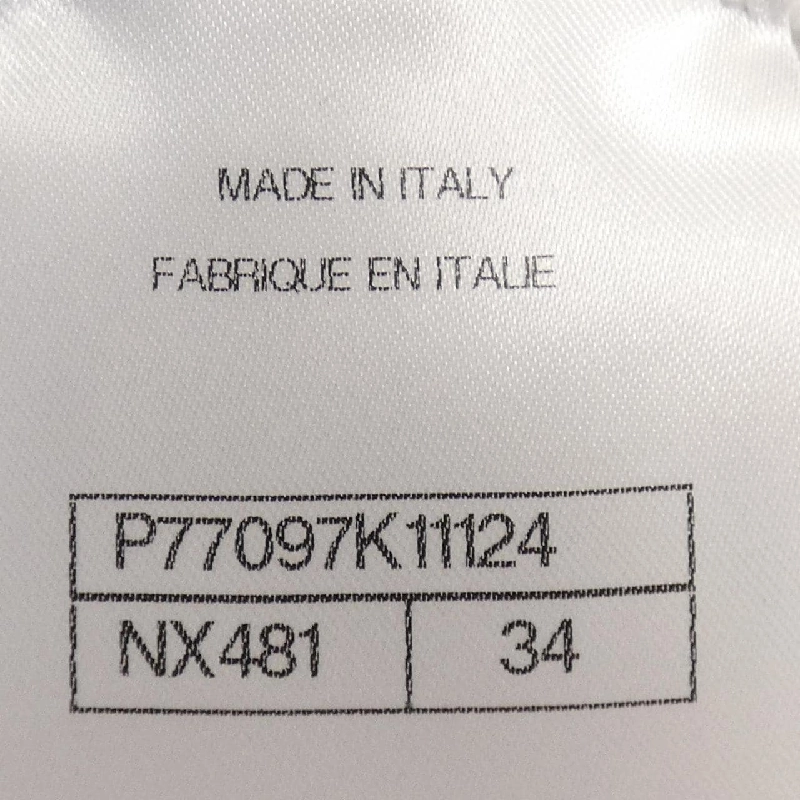 MADE IN ITALY
FABRIQUE EN ITALIE
P77097K11124
NX481 34